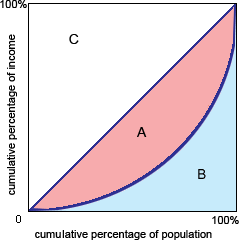 100%
C
cumulative percentage of income
A
B
0
100%
cumulative percentage of population